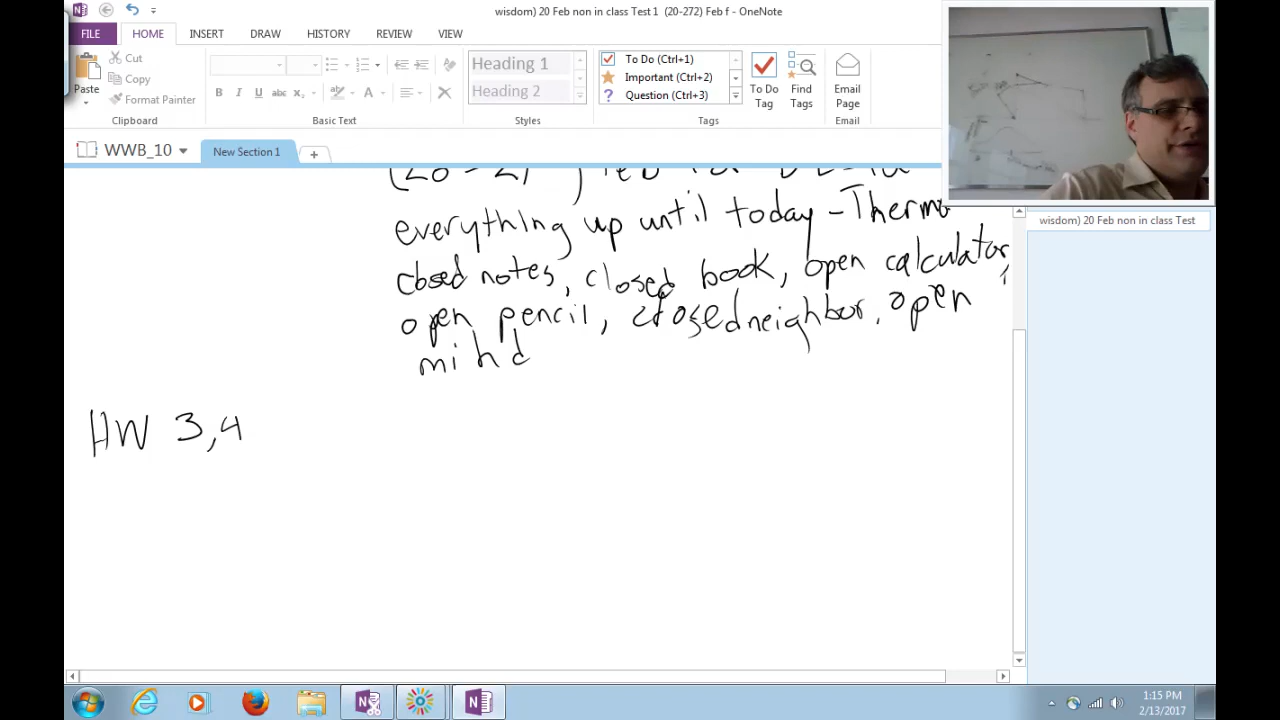 wisdom) 20 Feb non in class Test 1 (20-272) Feb f - OneNote
FILE HOME INSERT DRAW HISTORY REVIEW VIEW
Paste
Cut
Copy
Format Painter
Clipboard
B I U abc X₂ A
Basic Text
Heading 1
Heading 2
Styles
To Do (Ctrl+1)
Important (Ctrl+2)
? Question (Ctrl+3)
Tags
To Do Tag
Find Tags
Email Page
Email
WWB_10
New Section 1
+
wisdom) 20 Feb non in class Test
everything up until today - Thermo
closed notes, closed book, open calculator,
open pencil, closed neighbor, open
mind
HW 3,4
1:15 PM
2/13/2017